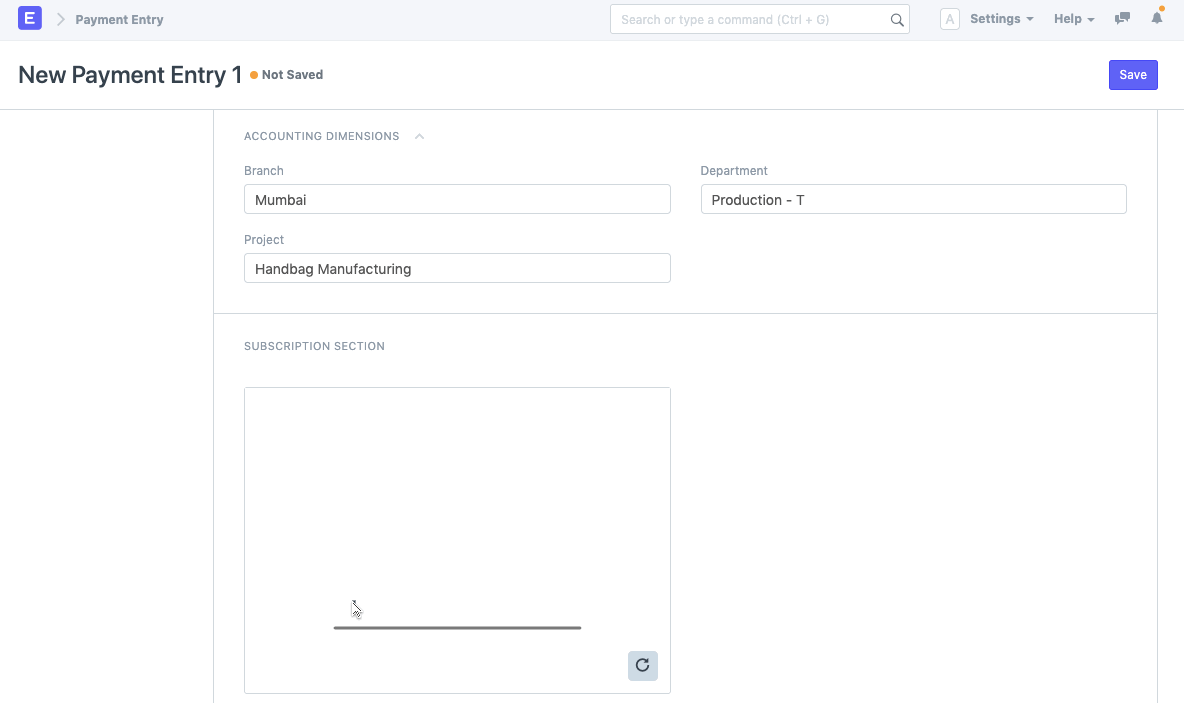 E
Payment Entry
Search or type a command (Ctrl + G)
A
Settings
Help
New Payment Entry 1
Not Saved
Save
ACCOUNTING DIMENSIONS
Branch
Department
Mumbai
Production - T
Project
Handbag Manufacturing
SUBSCRIPTION SECTION